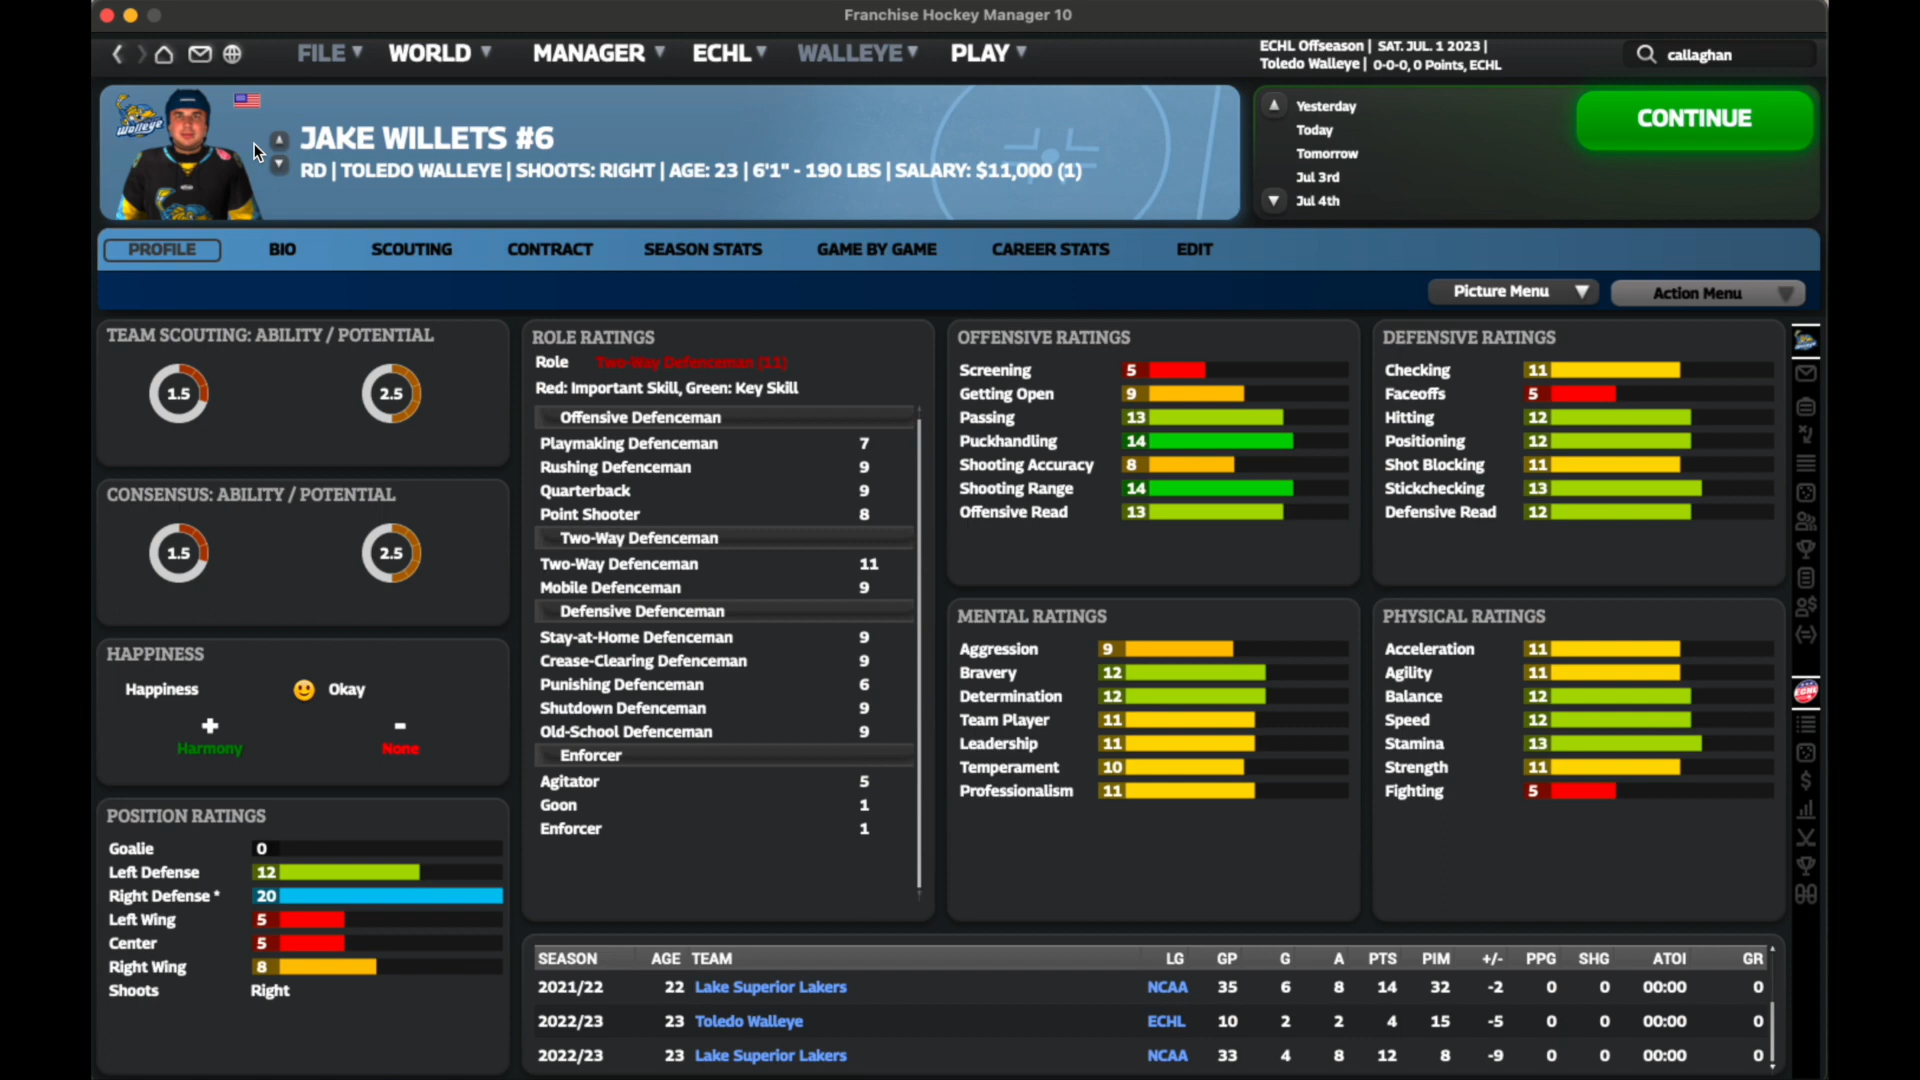 Franchise Hockey Manager 10
FILE WORLD MANAGER ECHL WALLEYE PLAY
ECHL Offseason | SAT. JUL. 1 2023 |
Toledo Walleye | 0-0-0, 0 Points, ECHL
callaghan
Walleye
JAKE WILLETS #6
RD | TOLEDO WALLEYE | SHOOTS: RIGHT | AGE: 23 | 6'1" - 190 LBS | SALARY: $11,000 (1)
Yesterday
Today
Tomorrow
Jul 3rd
Jul 4th
CONTINUE
PROFILE BIO SCOUTING CONTRACT SEASON STATS GAME BY GAME CAREER STATS EDIT
Picture Menu Action Menu
TEAM SCOUTING: ABILITY / POTENTIAL
1.5 2.5
CONSENSUS: ABILITY / POTENTIAL
1.5 2.5
HAPPINESS
Happiness Okay
+ -
Harmony None
POSITION RATINGS
Goalie 0
Left Defense 12
Right Defense * 20
Left Wing 5
Center 5
Right Wing 8
Shoots Right
ROLE RATINGS
Role Two-Way Defenceman (11)
Red: Important Skill, Green: Key Skill
Offensive Defenceman
Playmaking Defenceman 7
Rushing Defenceman 9
Quarterback 9
Point Shooter 8
Two-Way Defenceman
Two-Way Defenceman 11
Mobile Defenceman 9
Defensive Defenceman
Stay-at-Home Defenceman 9
Crease-Clearing Defenceman 9
Punishing Defenceman 6
Shutdown Defenceman 9
Old-School Defenceman 9
Enforcer
Agitator 5
Goon 1
Enforcer 1
OFFENSIVE RATINGS
Screening 5
Getting Open 9
Passing 13
Puckhandling 14
Shooting Accuracy 8
Shooting Range 14
Offensive Read 13
DEFENSIVE RATINGS
Checking 11
Faceoffs 5
Hitting 12
Positioning 12
Shot Blocking 11
Stickchecking 13
Defensive Read 12
MENTAL RATINGS
Aggression 9
Bravery 12
Determination 12
Team Player 11
Leadership 11
Temperament 10
Professionalism 11
PHYSICAL RATINGS
Acceleration 11
Agility 11
Balance 12
Speed 12
Stamina 13
Strength 11
Fighting 5
ECHL
SEASON AGE TEAM LG GP G A PTS PIM +/- PPG SHG ATOI GR
2021/22 22 Lake Superior Lakers NCAA 35 6 8 14 32 -2 0 0 00:00 0
2022/23 23 Toledo Walleye ECHL 10 2 2 4 15 -5 0 0 00:00 0
2022/23 23 Lake Superior Lakers NCAA 33 4 8 12 8 -9 0 0 00:00 0